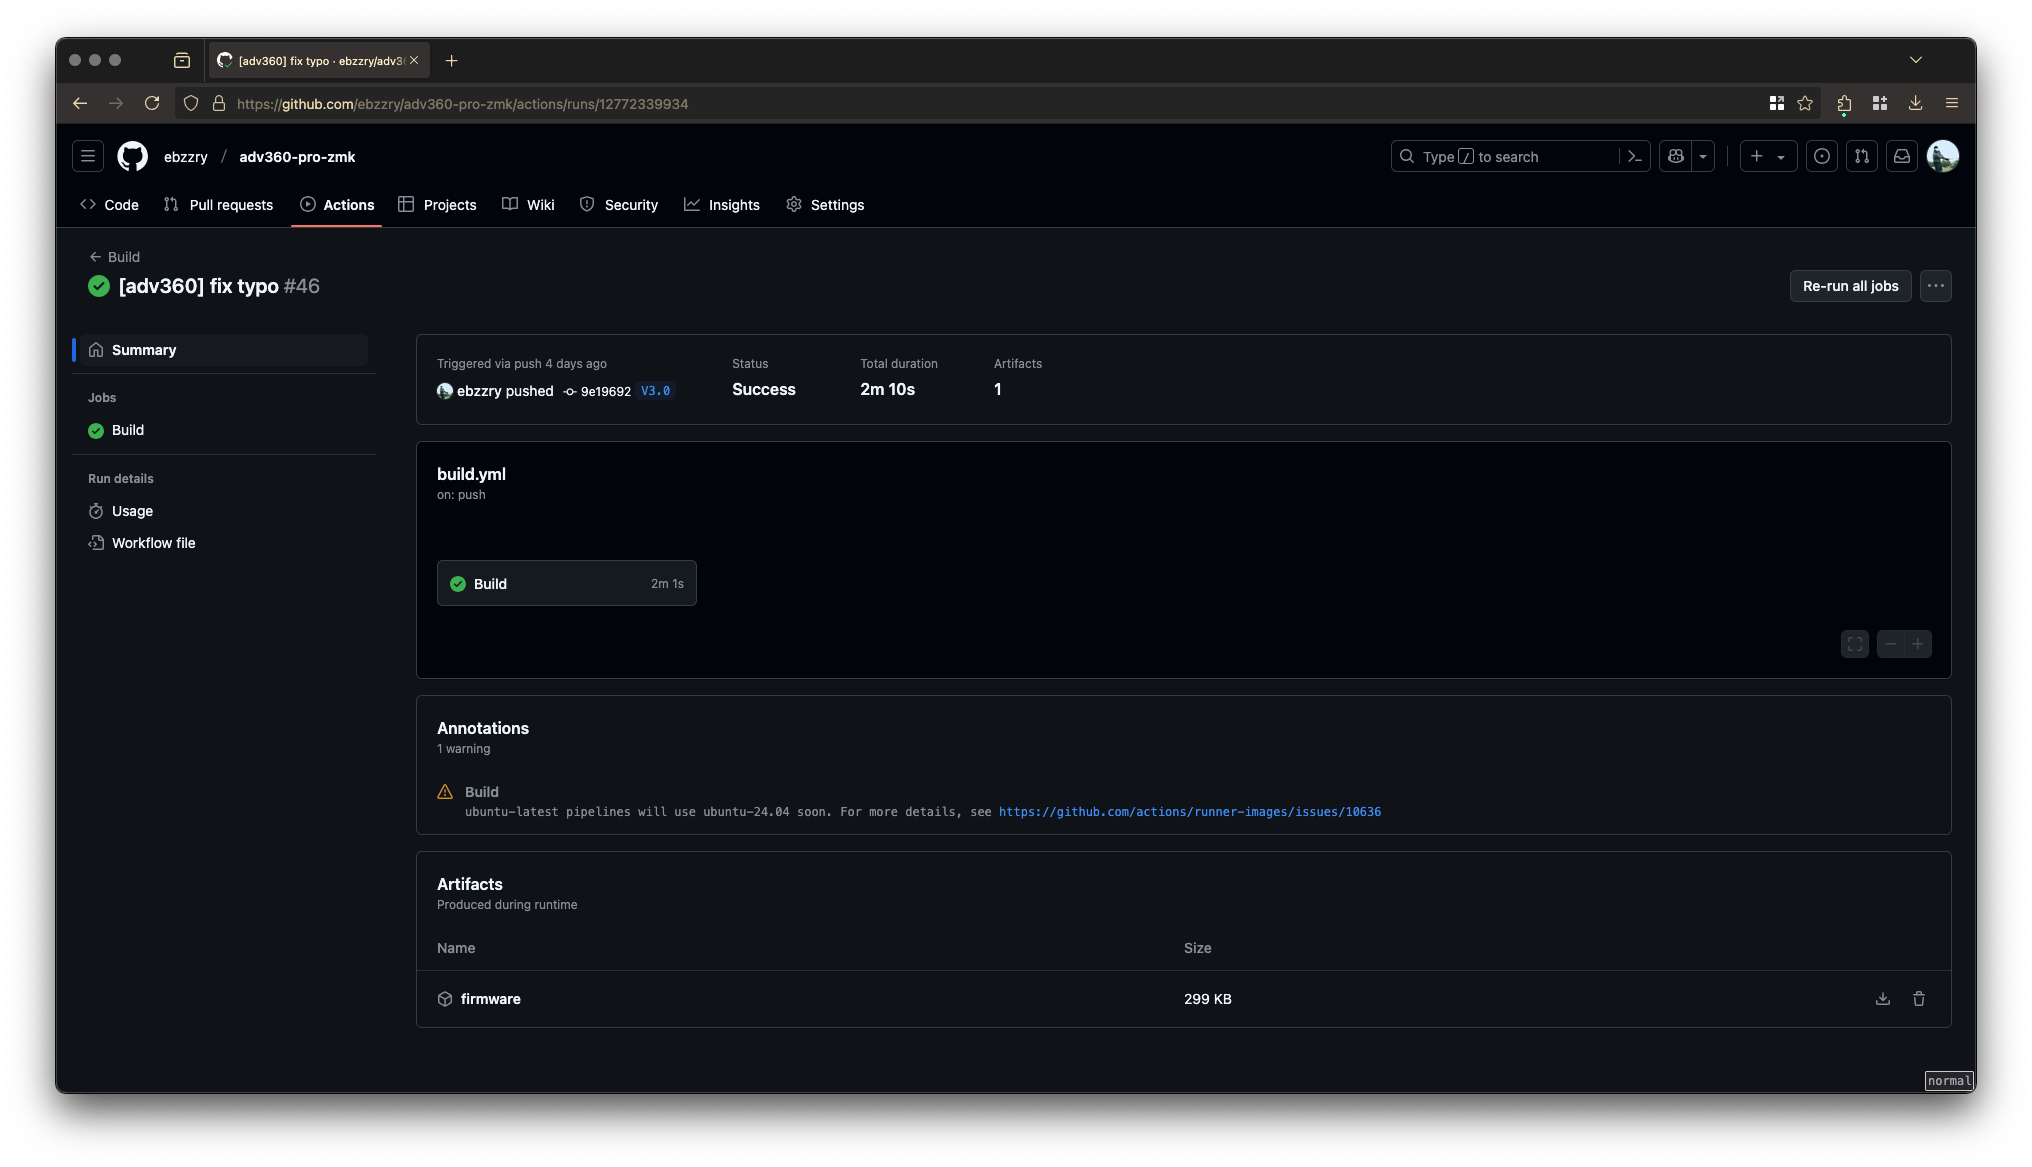 [adv360] fix typo · ebzzry/adv3
https://github.com/ebzzry/adv360-pro-zmk/actions/runs/12772339934
ebzzry / adv360-pro-zmk
Type / to search
Code Pull requests Actions Projects Wiki Security Insights Settings
Build
[adv360] fix typo #46
Re-run all jobs
Summary
Jobs
Build
Run details
Usage
Workflow file
Triggered via push 4 days ago
ebzzry pushed 9e19692 V3.0
Status
Success
Total duration
2m 10s
Artifacts
1
build.yml
on: push
Build 2m 1s
Annotations
1 warning
Build
ubuntu-latest pipelines will use ubuntu-24.04 soon. For more details, see https://github.com/actions/runner-images/issues/10636
Artifacts
Produced during runtime
Name Size
firmware 299 KB
normal